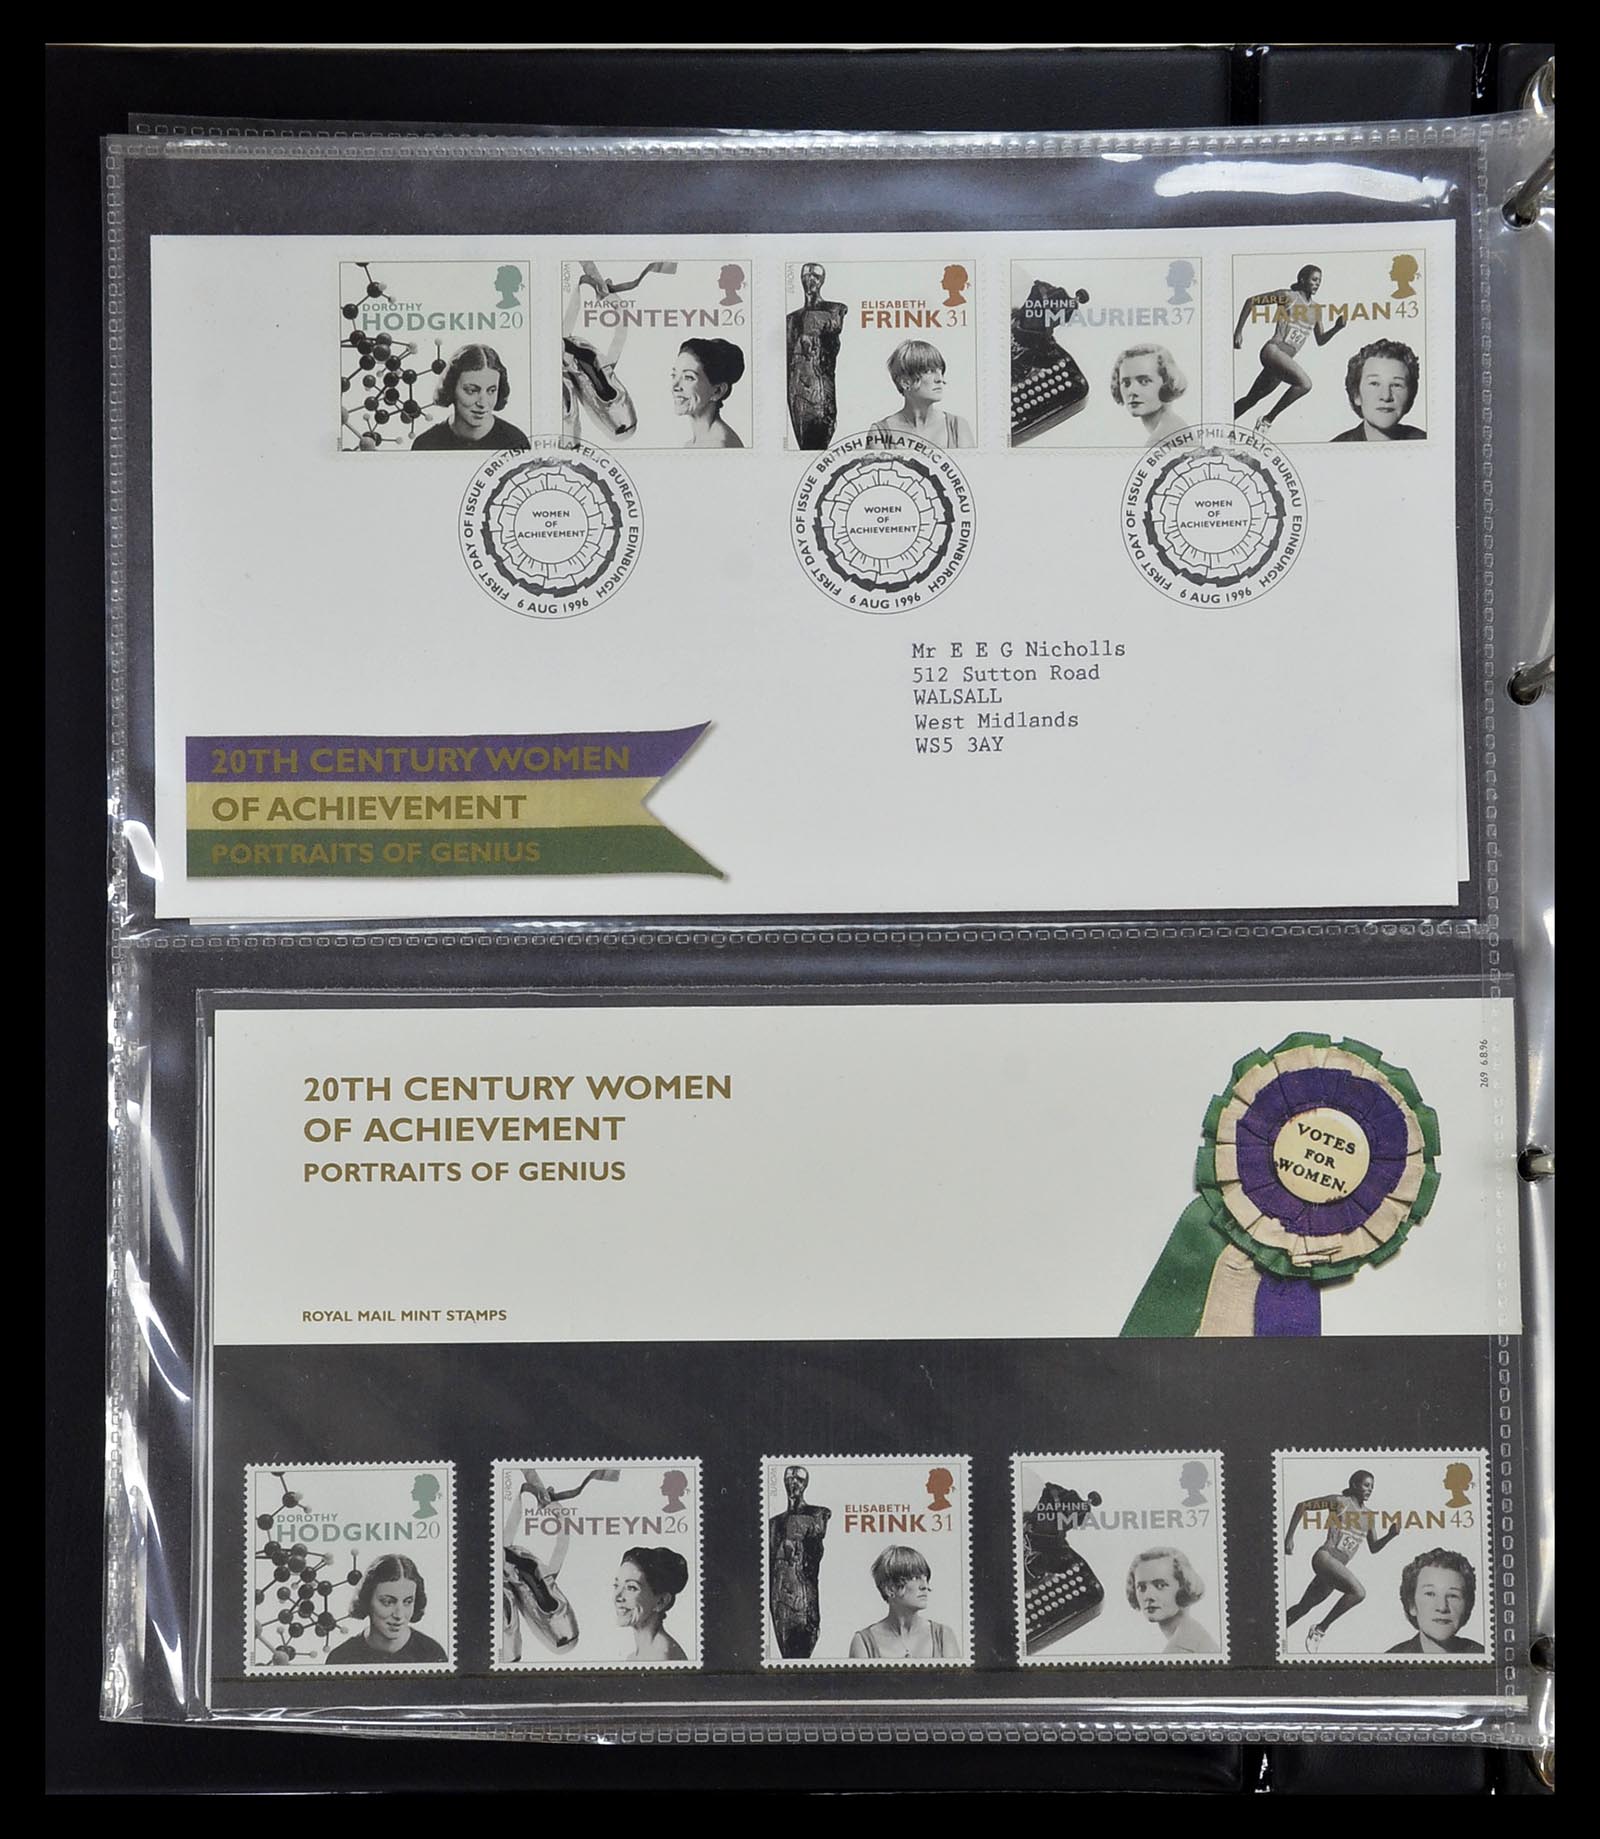 DOROTHY
HODGKIN 20
EUROPA
MARGOT
FONTEYN 26
EUROPA
ELISABETH
FRINK 31
DAPHNE
DU MAURIER 37
MAREA
HARTMAN 43
FIRST DAY OF ISSUE BRITISH PHILATELIC BUREAU EDINBURGH
WOMEN
OF
ACHIEVEMENT
6 AUG 1996
FIRST DAY OF ISSUE BRITISH PHILATELIC BUREAU EDINBURGH
WOMEN
OF
ACHIEVEMENT
6 AUG 1996
FIRST DAY OF ISSUE BRITISH PHILATELIC BUREAU EDINBURGH
WOMEN
OF
ACHIEVEMENT
6 AUG 1996
Mr E E G Nicholls
512 Sutton Road
WALSALL
West Midlands
WS5 3AY
20TH CENTURY WOMEN
OF ACHIEVEMENT
PORTRAITS OF GENIUS
20TH CENTURY WOMEN
OF ACHIEVEMENT
PORTRAITS OF GENIUS
VOTES
FOR
WOMEN.
269 6.8.96
ROYAL MAIL MINT STAMPS
DOROTHY
HODGKIN 20
EUROPA
MARGOT
FONTEYN 26
EUROPA
ELISABETH
FRINK 31
DAPHNE
DU MAURIER 37
MAREA
HARTMAN 43